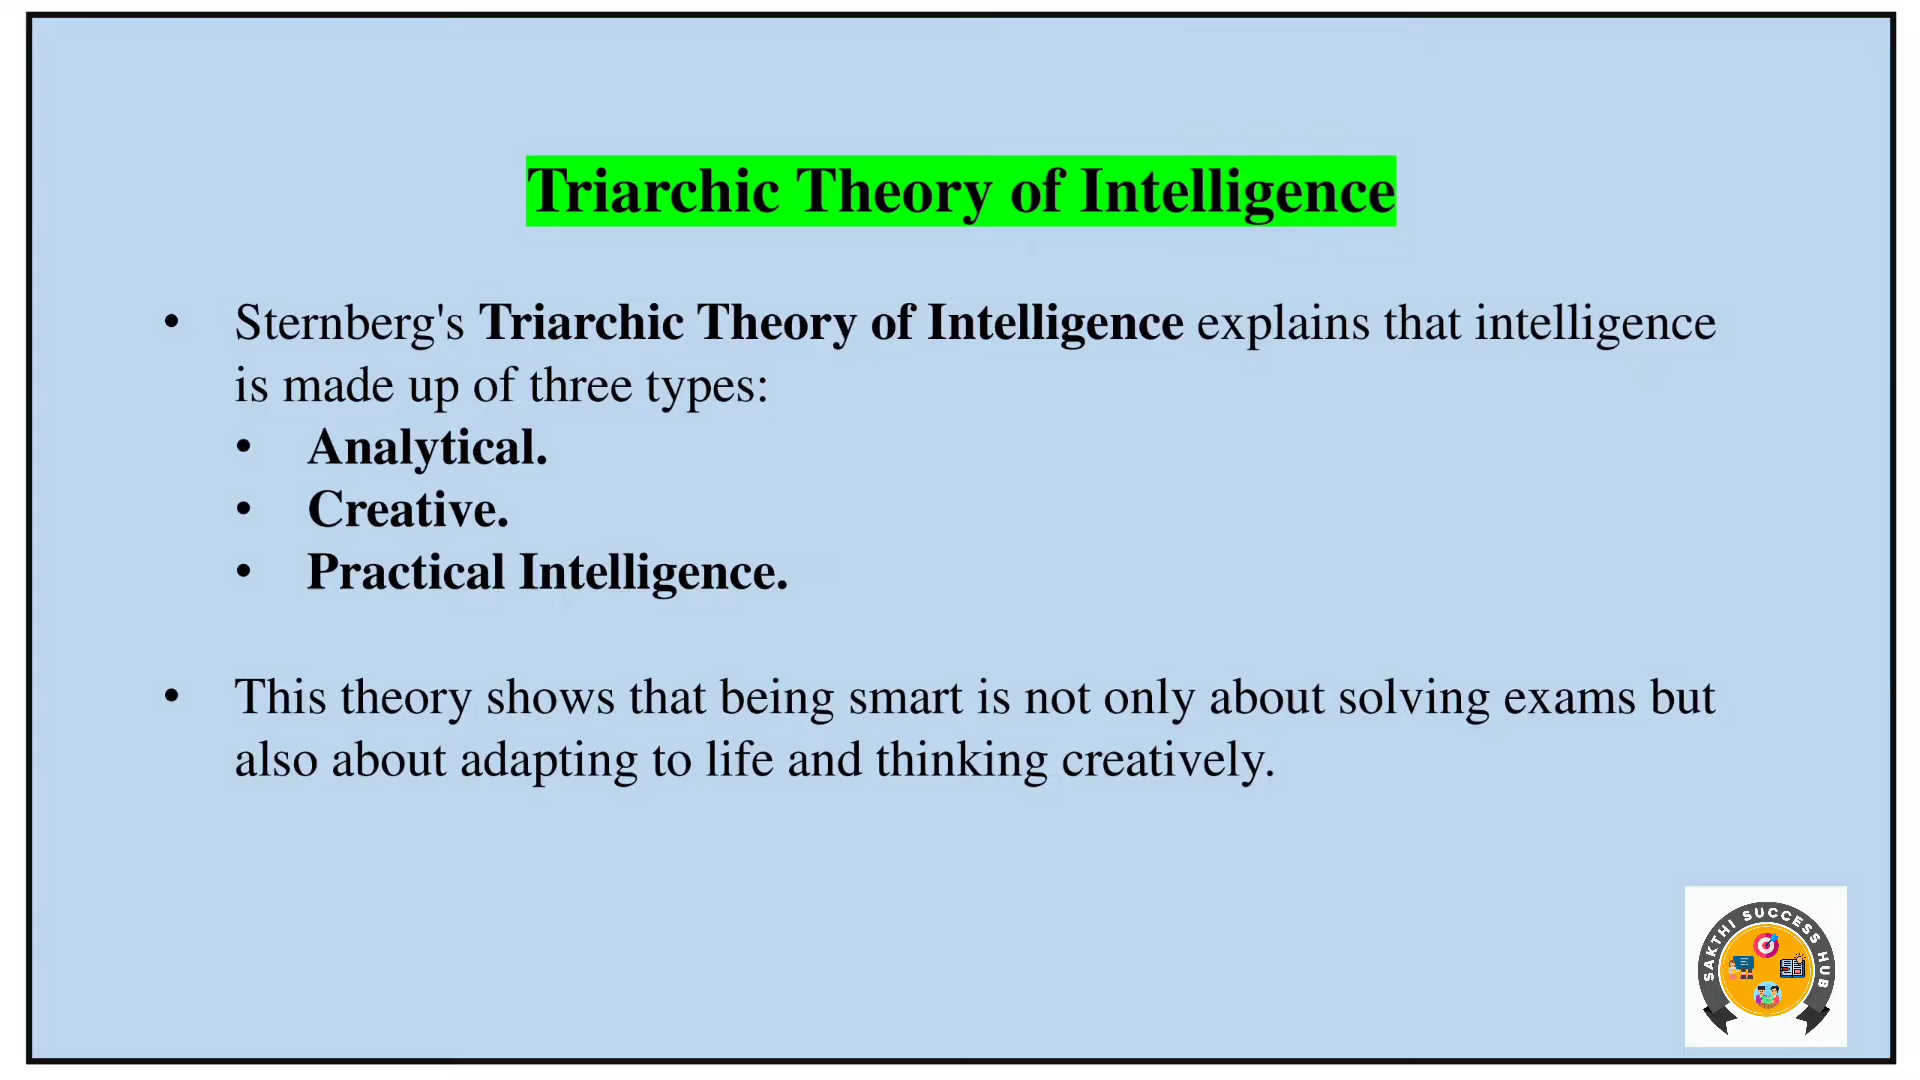 Triarchic Theory of Intelligence
• Sternberg's Triarchic Theory of Intelligence explains that intelligence
is made up of three types:
• Analytical.
• Creative.
• Practical Intelligence.
• This theory shows that being smart is not only about solving exams but
also about adapting to life and thinking creatively.
SAKTHI SUCCESS HUB